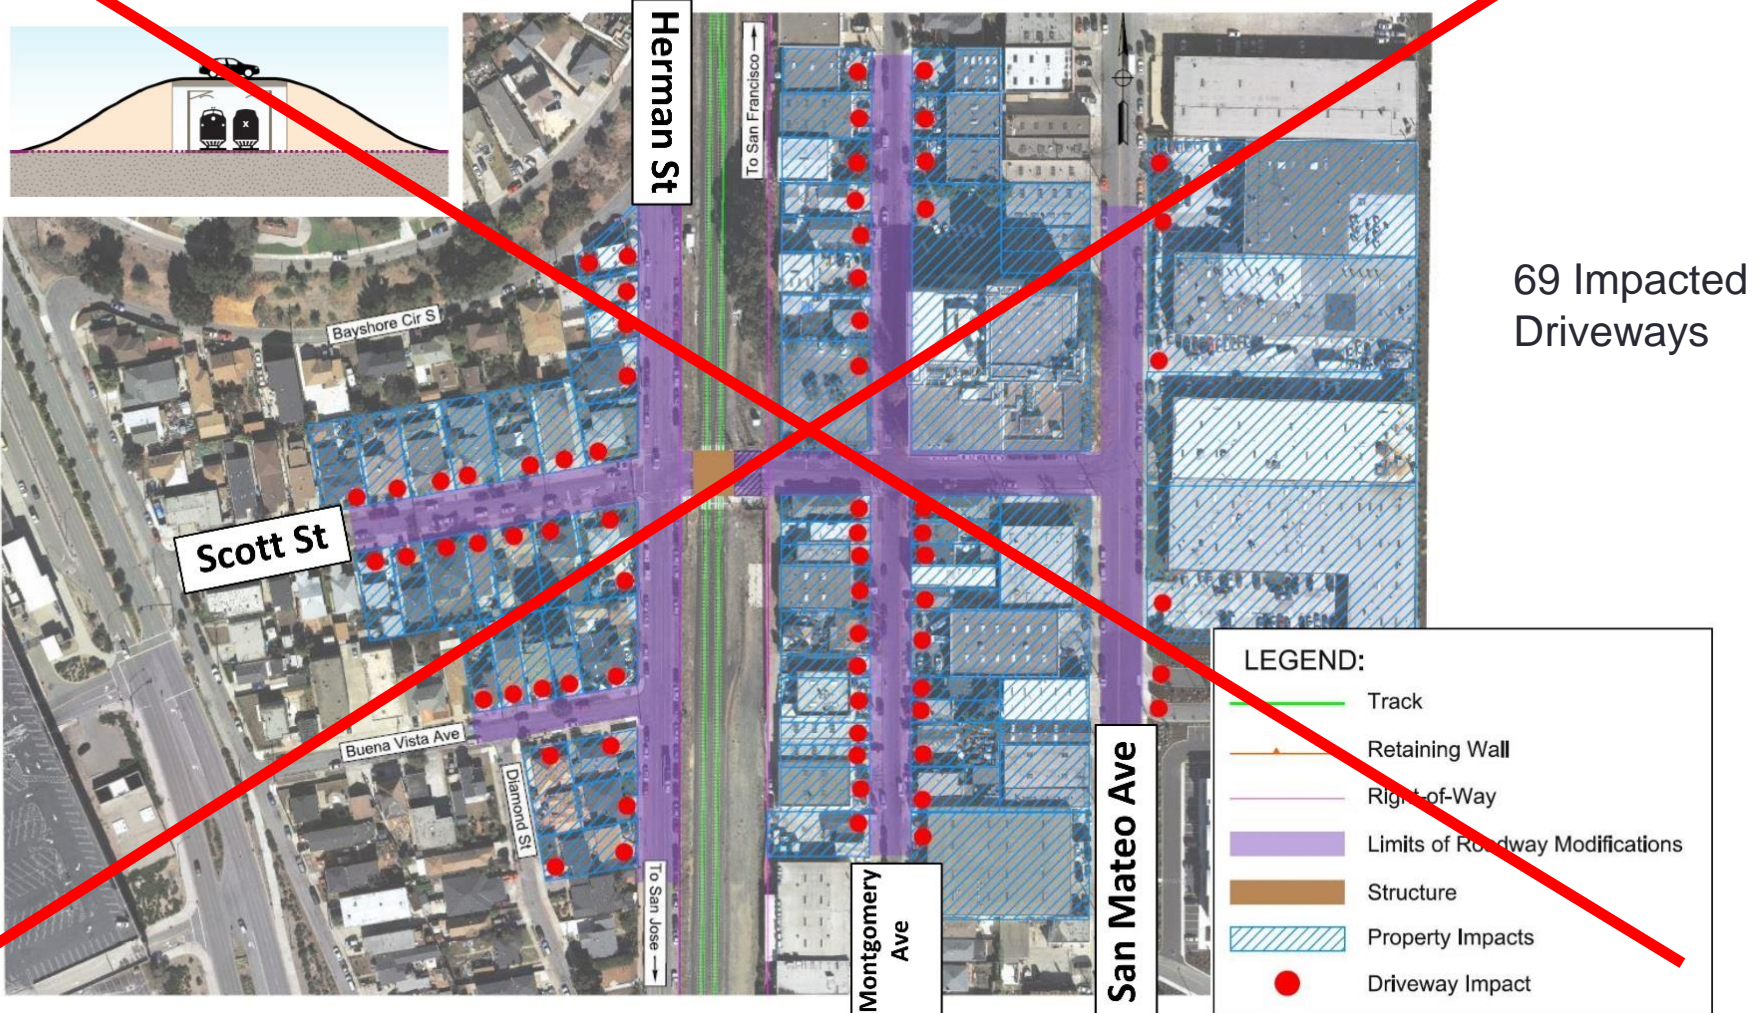 Herman St
To San Francisco
x
Bayshore Cir S
69 Impacted
Driveways
Scott St
Buena Vista Ave
Diamond St
To San Jose
Montgomery
Ave
San Mateo Ave
LEGEND:
Track
Retaining Wall
Right-of-Way
Limits of Roadway Modifications
Structure
Property Impacts
Driveway Impact